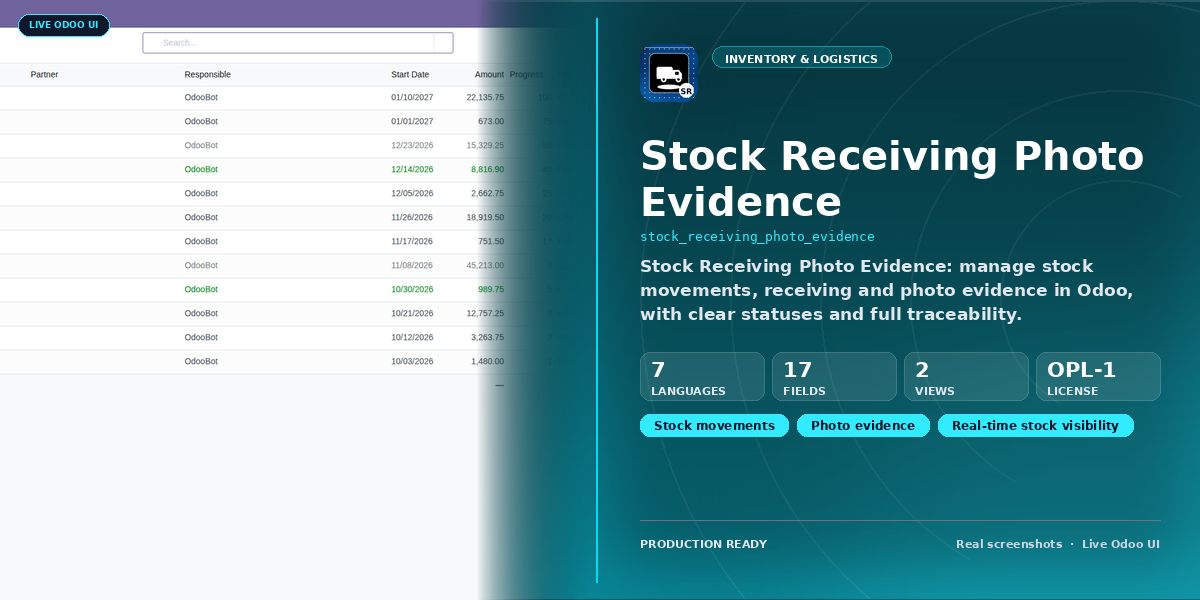 LIVE ODOO UI
Search...
Partner Responsible Start Date Amount Progress...
OdooBot 01/10/2027 22,135.75 100
OdooBot 01/01/2027 673.00
OdooBot 12/23/2026 15,329.25
OdooBot 12/14/2026 8,816.90
OdooBot 12/05/2026 2,662.75
OdooBot 11/26/2026 18,919.50
OdooBot 11/17/2026 751.50
OdooBot 11/08/2026 45,213.00
OdooBot 10/30/2026 989.75
OdooBot 10/21/2026 12,757.25
OdooBot 10/12/2026 3,263.75
OdooBot 10/03/2026 1,480.00
—
SR
INVENTORY & LOGISTICS
Stock Receiving Photo
Evidence
stock_receiving_photo_evidence
Stock Receiving Photo Evidence: manage stock
movements, receiving and photo evidence in Odoo,
with clear statuses and full traceability.
7 17 2 OPL-1
LANGUAGES FIELDS VIEWS LICENSE
Stock movements Photo evidence Real-time stock visibility
PRODUCTION READY Real screenshots · Live Odoo UI